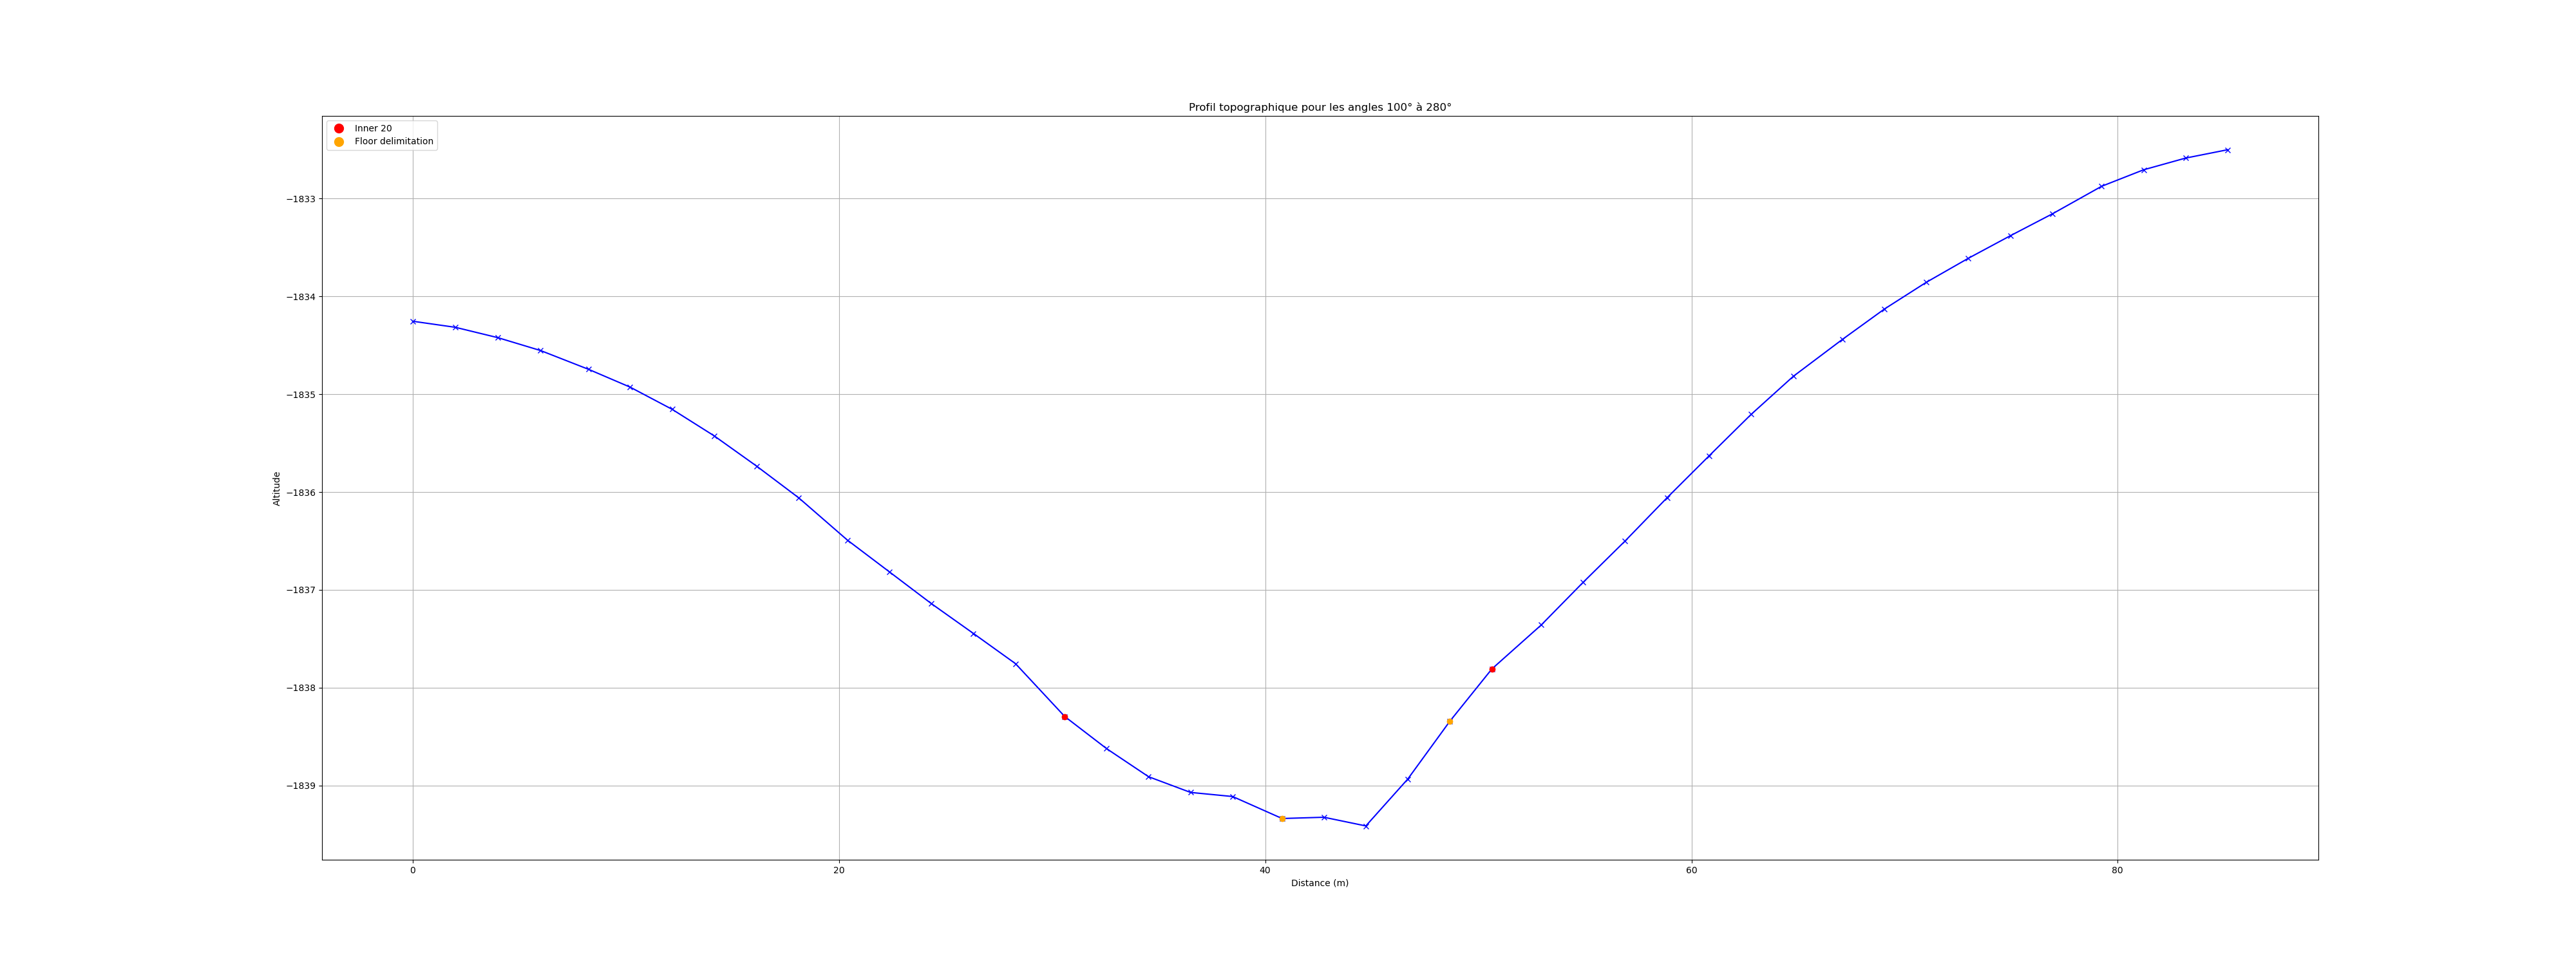 Profil topographique pour les angles 100° à 280°
Inner 20
Floor delimitation
−1833
−1834
−1835
−1836
−1837
−1838
−1839
Altitude
0
20
40
60
80
Distance (m)